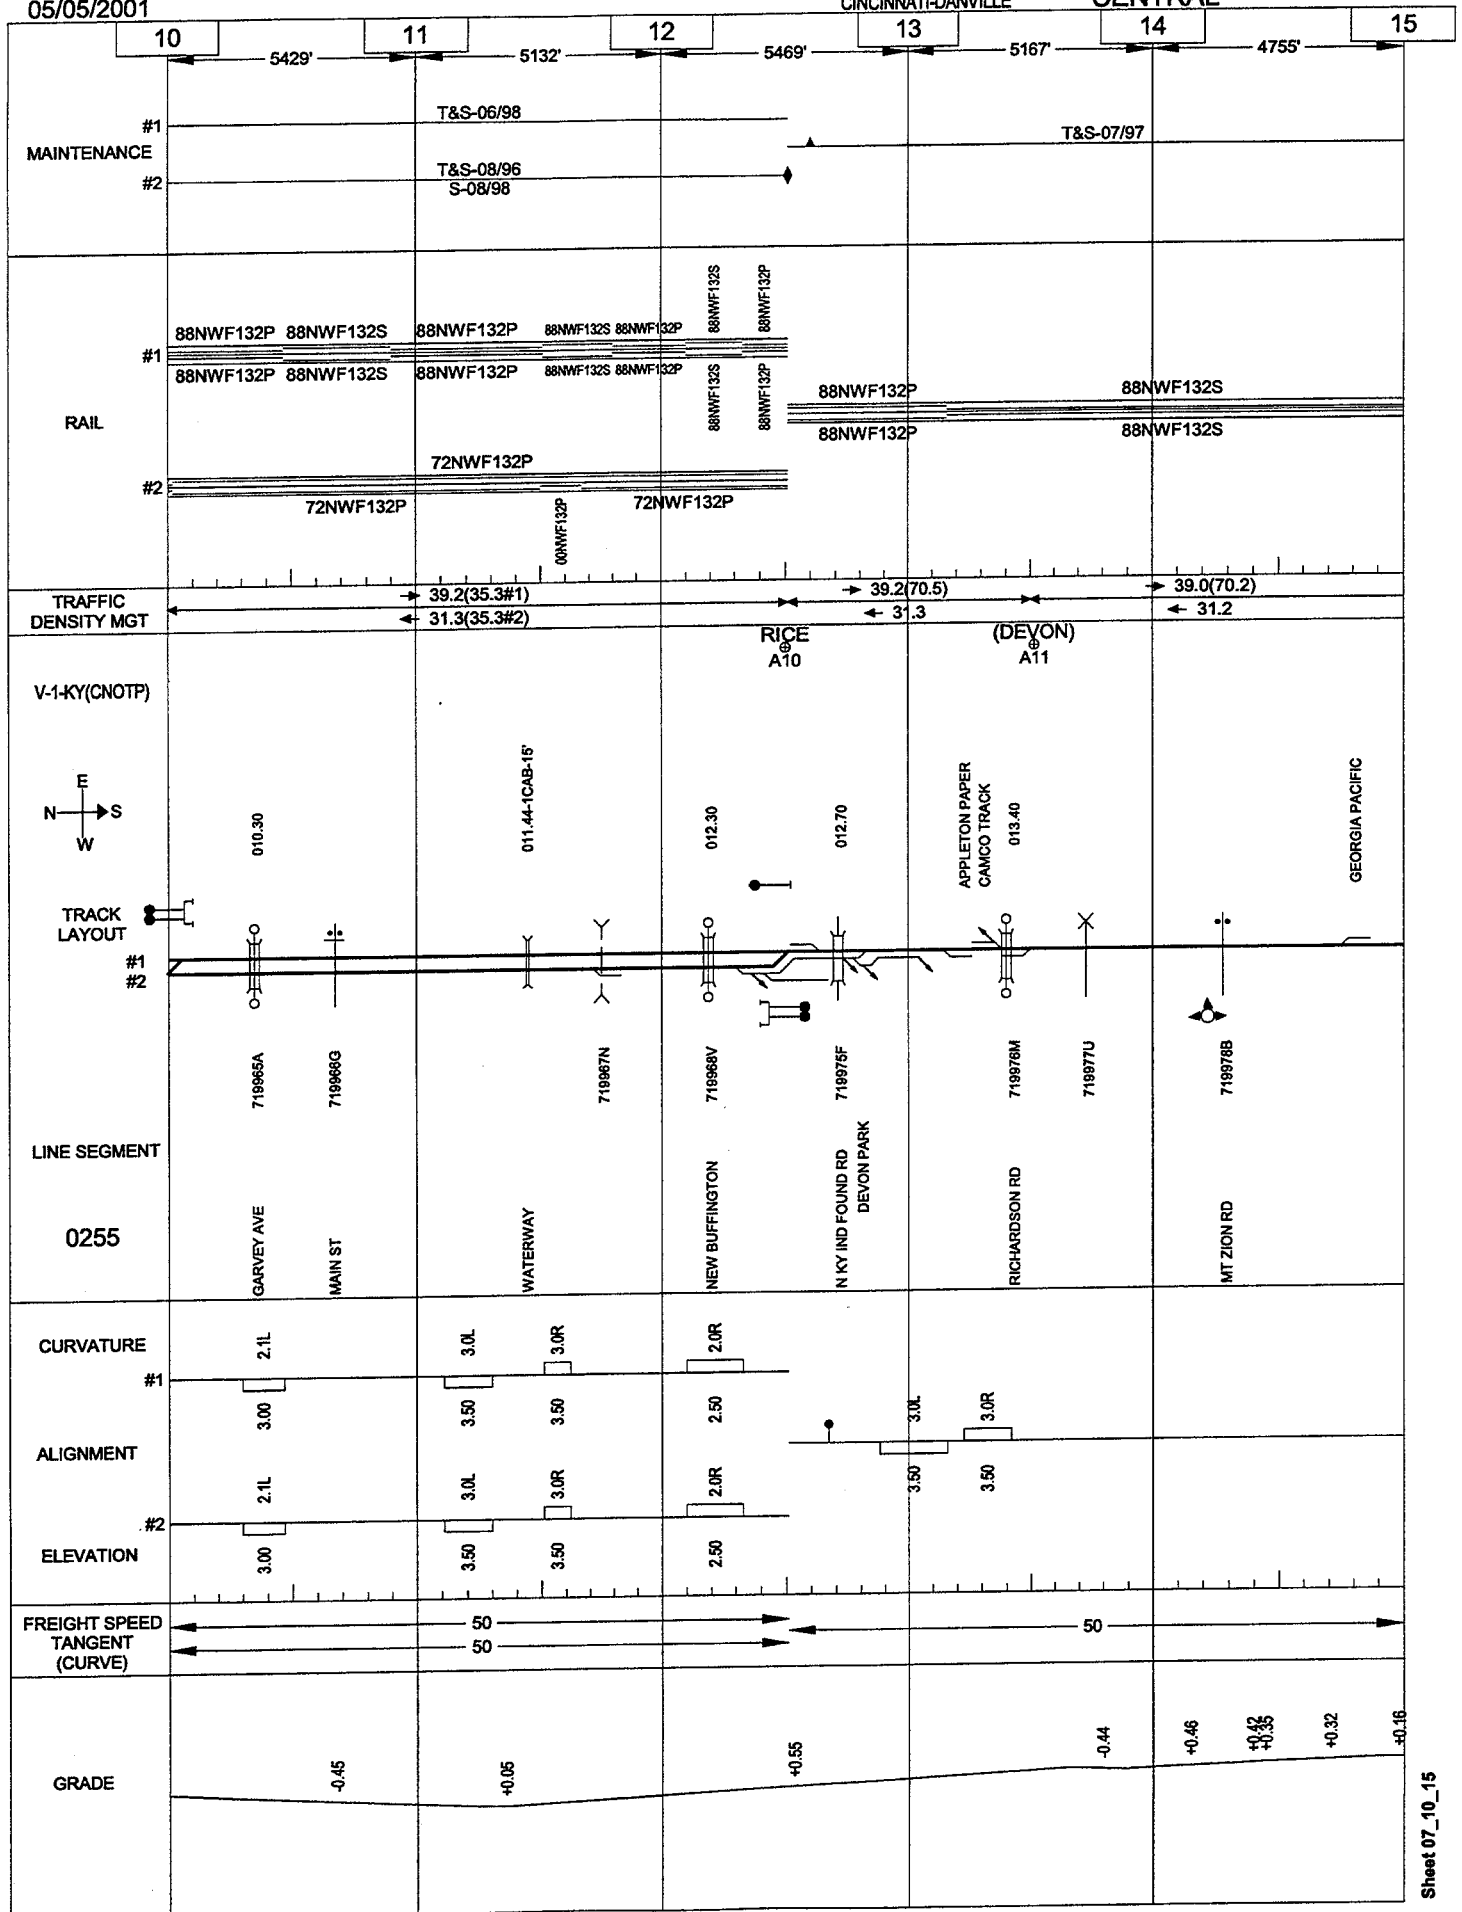 05/05/2001
CINCINNATI-DANVILLE
CENTRAL
10 11 12 13 14 15
5429' 5132' 5469' 5167' 4755'
MAINTENANCE
#1
T&S-06/98
T&S-07/97
#2
T&S-08/96
S-08/98
RAIL
88NWF132S 88NWF132P
88NWF132P 88NWF132S 88NWF132P 88NWF132S 88NWF132P
#1
88NWF132P 88NWF132S 88NWF132P 88NWF132S 88NWF132P
88NWF132S 88NWF132P
88NWF132P 88NWF132S
88NWF132P 88NWF132S
72NWF132P
#2
72NWF132P 72NWF132P
00NWF132P
TRAFFIC
DENSITY MGT
39.2(35.3#1) 39.2(70.5) 39.0(70.2)
31.3(35.3#2) 31.3 31.2
RICE
A10
(DEVON)
A11
V-1-KY(CNOTP)
E
N S
W
010.30
011.44-1CAB-15'
012.30
012.70
APPLETON PAPER
CAMCO TRACK
013.40
GEORGIA PACIFIC
TRACK
LAYOUT
#1
#2
719965A
719966G
719967N
719968V
719975F
719976M
719977U
719978B
LINE SEGMENT
0255
GARVEY AVE
MAIN ST
WATERWAY
NEW BUFFINGTON
N KY IND FOUND RD
DEVON PARK
RICHARDSON RD
MT ZION RD
CURVATURE
2.1L 3.0L 3.0R 2.0R
#1
3.00 3.50 3.50 2.50
3.0L 3.0R
3.50 3.50
ALIGNMENT
2.1L 3.0L 3.0R 2.0R
#2
3.00 3.50 3.50 2.50
ELEVATION
FREIGHT SPEED
TANGENT
(CURVE)
50
50
50
GRADE
-0.45 +0.05 +0.55 -0.44 +0.46 +0.42 +0.35 +0.32 +0.16
Sheet 07_10_15